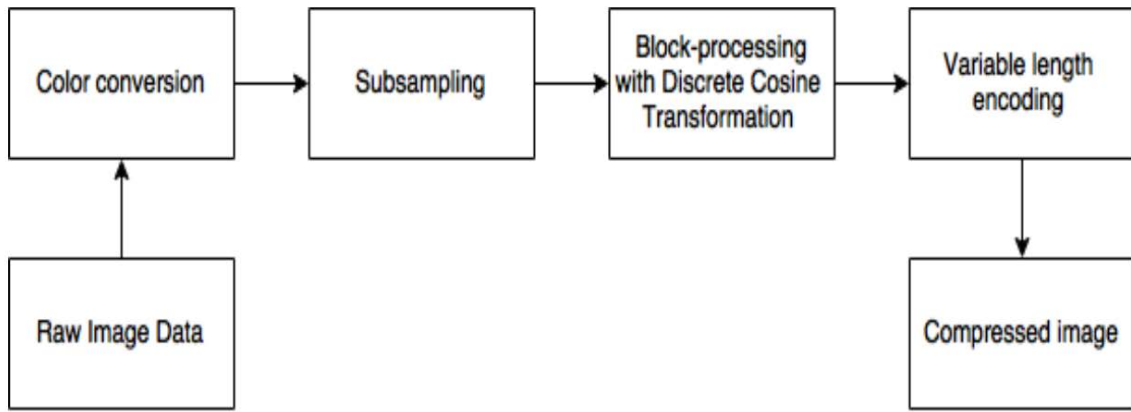 Color conversion
Subsampling
Block-processing
with Discrete Cosine
Transformation
Variable length
encoding
Raw Image Data
Compressed image